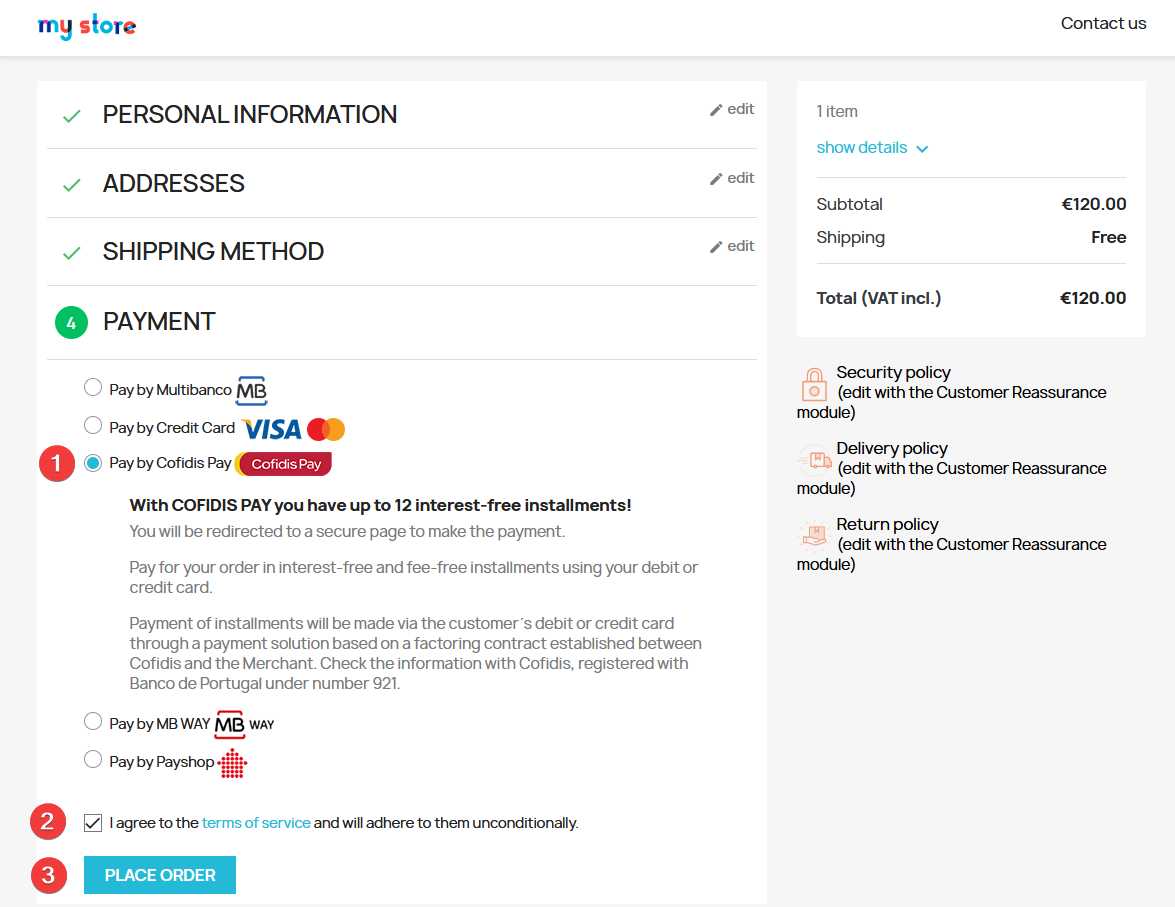 my store
Contact us
PERSONAL INFORMATION
edit
ADDRESSES
edit
SHIPPING METHOD
edit
4 PAYMENT
Pay by Multibanco MB
Pay by Credit Card VISA
1 Pay by Cofidis Pay Cofidis Pay
With COFIDIS PAY you have up to 12 interest-free installments!
You will be redirected to a secure page to make the payment.
Pay for your order in interest-free and fee-free installments using your debit or
credit card.
Payment of installments will be made via the customer´s debit or credit card
through a payment solution based on a factoring contract established between
Cofidis and the Merchant. Check the information with Cofidis, registered with
Banco de Portugal under number 921.
Pay by MB WAY MB WAY
Pay by Payshop
2 I agree to the terms of service and will adhere to them unconditionally.
3 PLACE ORDER
1 item
show details
Subtotal €120.00
Shipping Free
Total (VAT incl.) €120.00
Security policy
(edit with the Customer Reassurance
module)
Delivery policy
(edit with the Customer Reassurance
module)
Return policy
(edit with the Customer Reassurance
module)